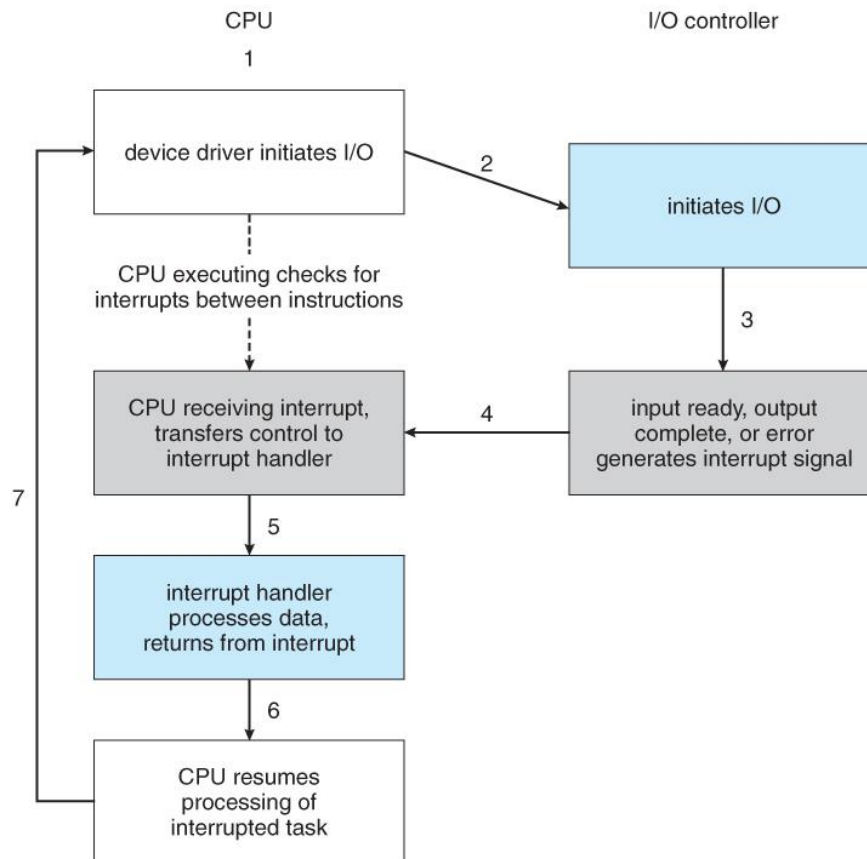 CPU
I/O controller
1
device driver initiates I/O
2
initiates I/O
CPU executing checks for
interrupts between instructions
3
CPU receiving interrupt,
transfers control to
interrupt handler
4
input ready, output
complete, or error
generates interrupt signal
7
5
interrupt handler
processes data,
returns from interrupt
6
CPU resumes
processing of
interrupted task